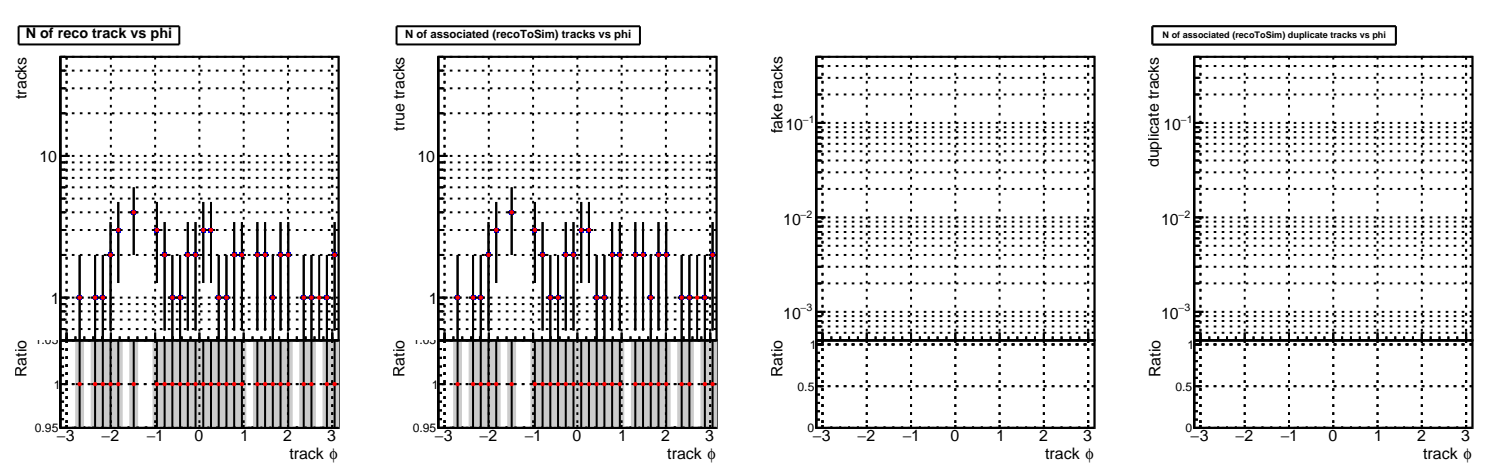 N of reco track vs phi
tracks
10
1
Ratio
1
0.95
−3 −2 −1 0 1 2 3
track ϕ
N of associated (recoToSim) tracks vs phi
true tracks
10
1
Ratio
1
0.95
−3 −2 −1 0 1 2 3
track ϕ
fake tracks
10−1
10−2
10−3
Ratio
1
0.5
0
−3 −2 −1 0 1 2 3
track ϕ
N of associated (recoToSim) duplicate tracks vs phi
duplicate tracks
10−1
10−2
10−3
Ratio
1
0.5
0
−3 −2 −1 0 1 2 3
track ϕ